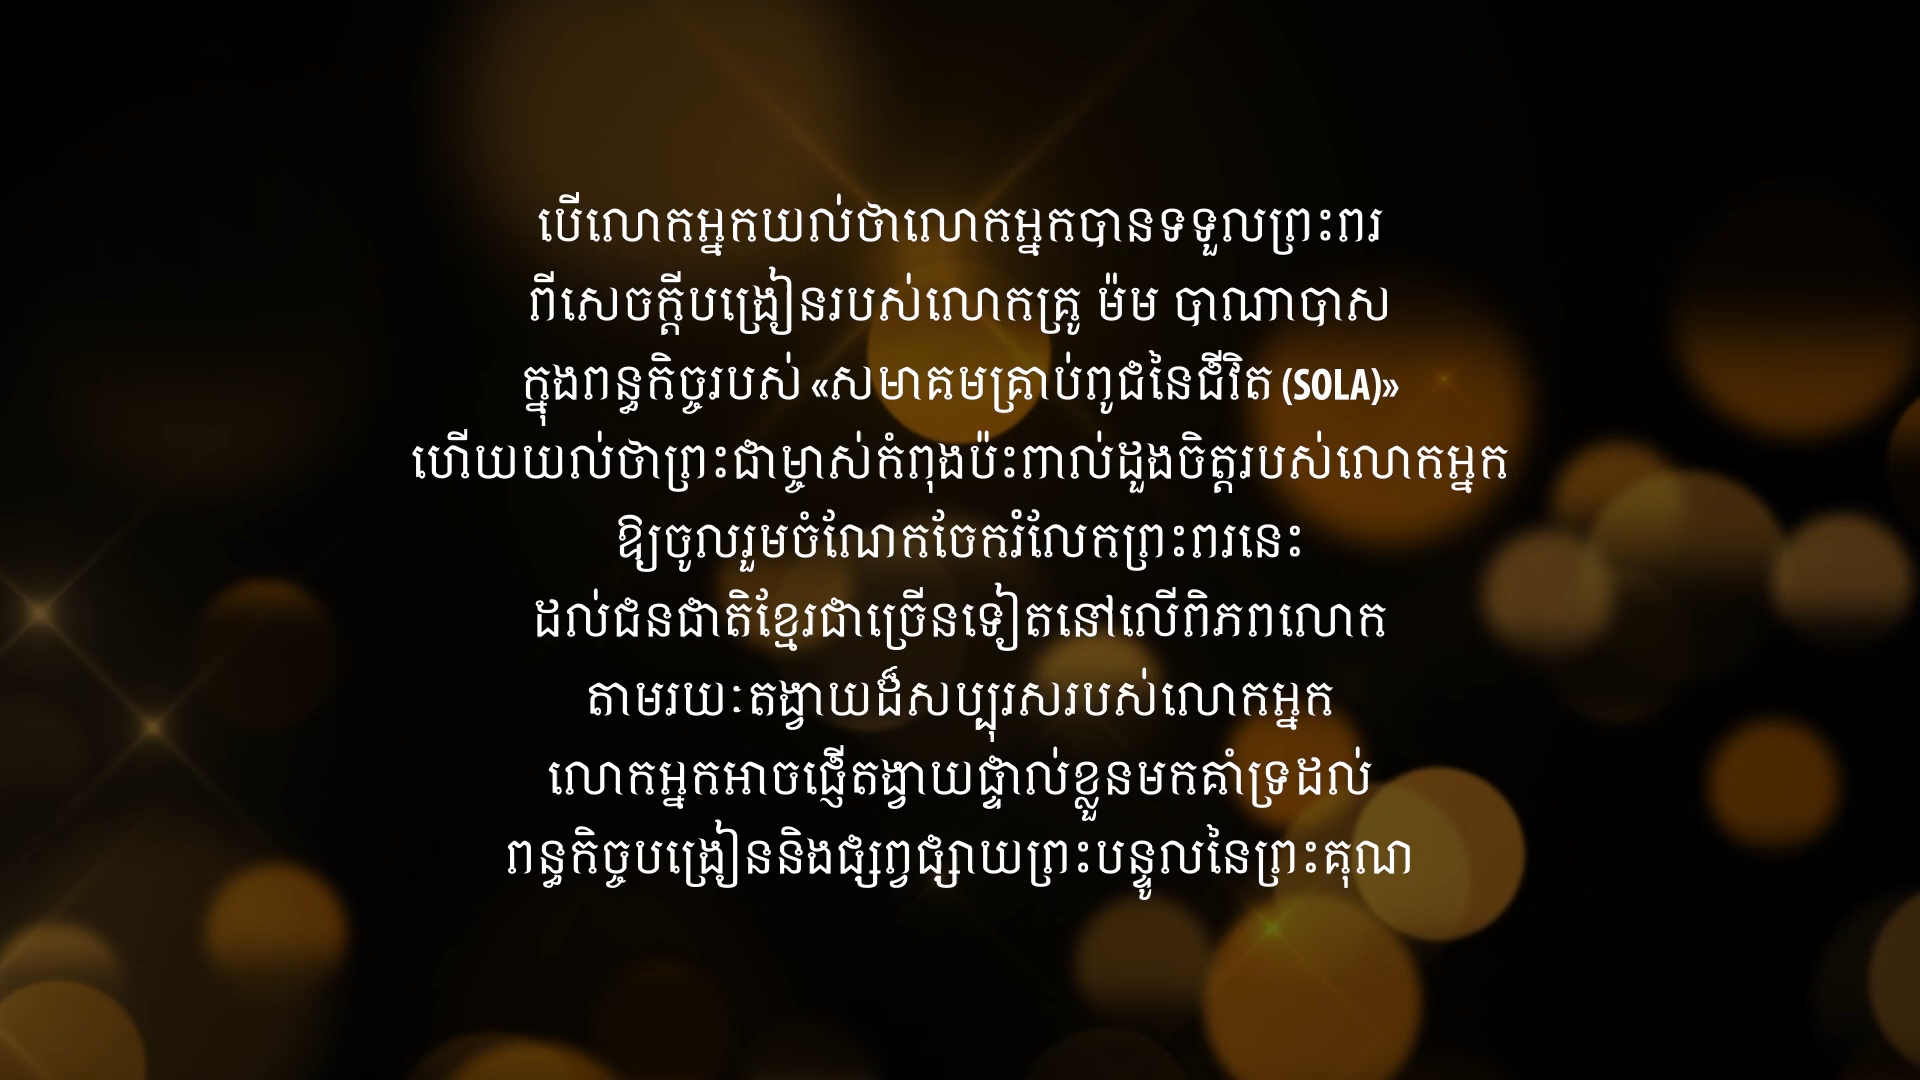 បើលោកអ្នកយល់ថាលោកអ្នកបានទទួលព្រះពរ
ពីសេចក្ដីបង្រៀនរបស់លោកគ្រូ ម៉ម បាណាបាស
ក្នុងពន្ធកិច្ចរបស់ «សមាគមគ្រាប់ពូជនៃជីវិត (SOLA)»
ហើយយល់ថាព្រះជាម្ចាស់កំពុងប៉ះពាល់ដួងចិត្តរបស់លោកអ្នក
ឱ្យចូលរួមចំណែកចែករំលែកព្រះពរនេះ
ដល់ជនជាតិខ្មែរជាច្រើនទៀតនៅលើពិភពលោក
តាមរយៈតង្វាយដ៏សប្បុរសរបស់លោកអ្នក
លោកអ្នកអាចផ្ញើតង្វាយផ្ទាល់ខ្លួនមកគាំទ្រដល់
ពន្ធកិច្ចបង្រៀននិងផ្សព្វផ្សាយព្រះបន្ទូលនៃព្រះគុណ